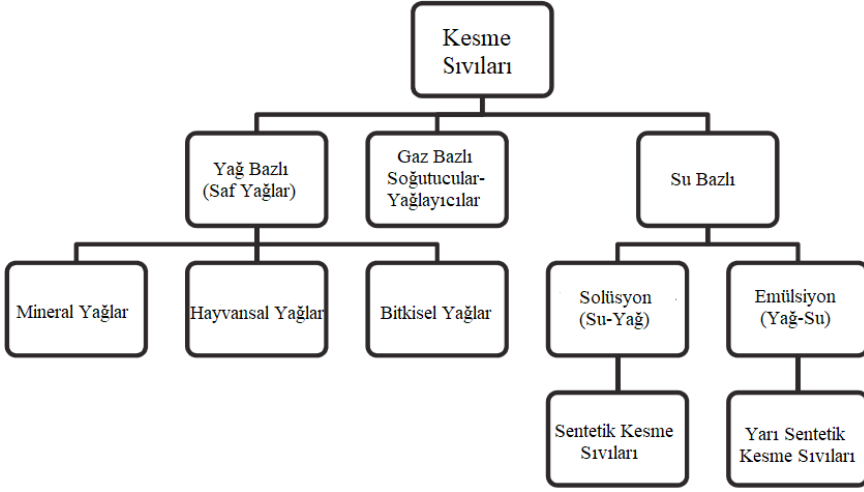 Kesme
Sıvıları
Yağ Bazlı
(Saf Yağlar)
Gaz Bazlı
Soğutucular-
Yağlayıcılar
Su Bazlı
Mineral Yağlar
Hayvansal Yağlar
Bitkisel Yağlar
Solüsyon
(Su-Yağ)
Emülsiyon
(Yağ-Su)
Sentetik Kesme
Sıvıları
Yarı Sentetik
Kesme Sıvıları